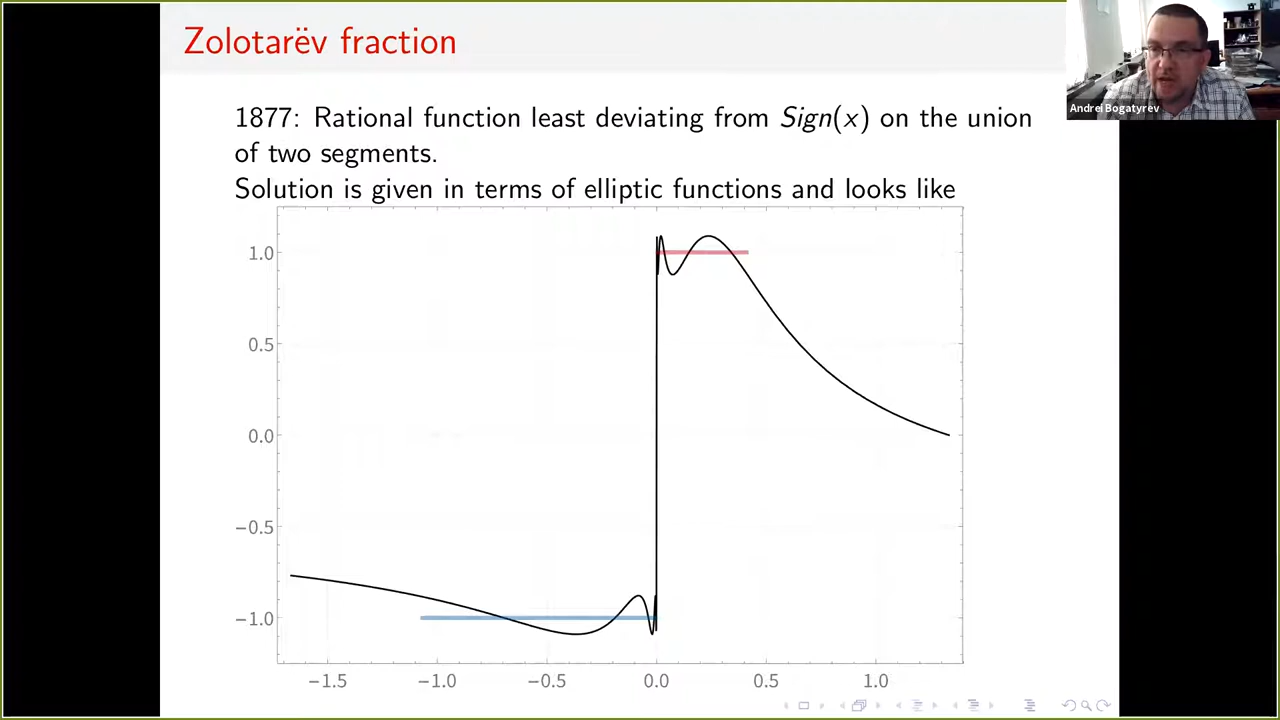 Zolotarëv fraction
Andrei Bogatyrev
1877: Rational function least deviating from Sign(x) on the union
of two segments.
Solution is given in terms of elliptic functions and looks like
1.0
0.5
0.0
−0.5
−1.0
−1.5 −1.0 −0.5 0.0 0.5 1.0